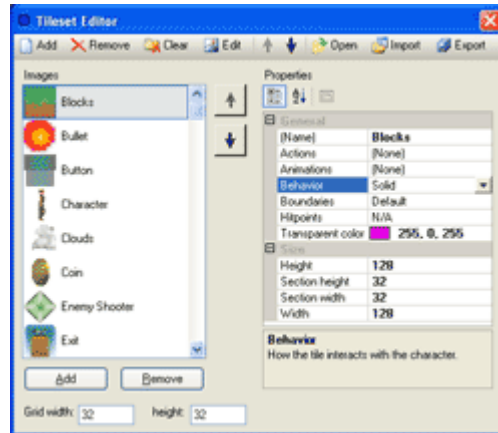 Tileset Editor
Add Remove Clear Edit Open Import Export
Images
Blocks
Bullet
Button
Character
Clouds
Coin
Enemy Shooter
Exit
Add Remove
Grid width: 32 height: 32
Properties
General
(Name) Blocks
Actions (None)
Animations (None)
Behavior Solid
Boundaries Default
Hitpoints N/A
Transparent color 255, 0, 255
Size
Height 128
Section height 32
Section width 32
Width 128
Behavior
How the tile interacts with the character.